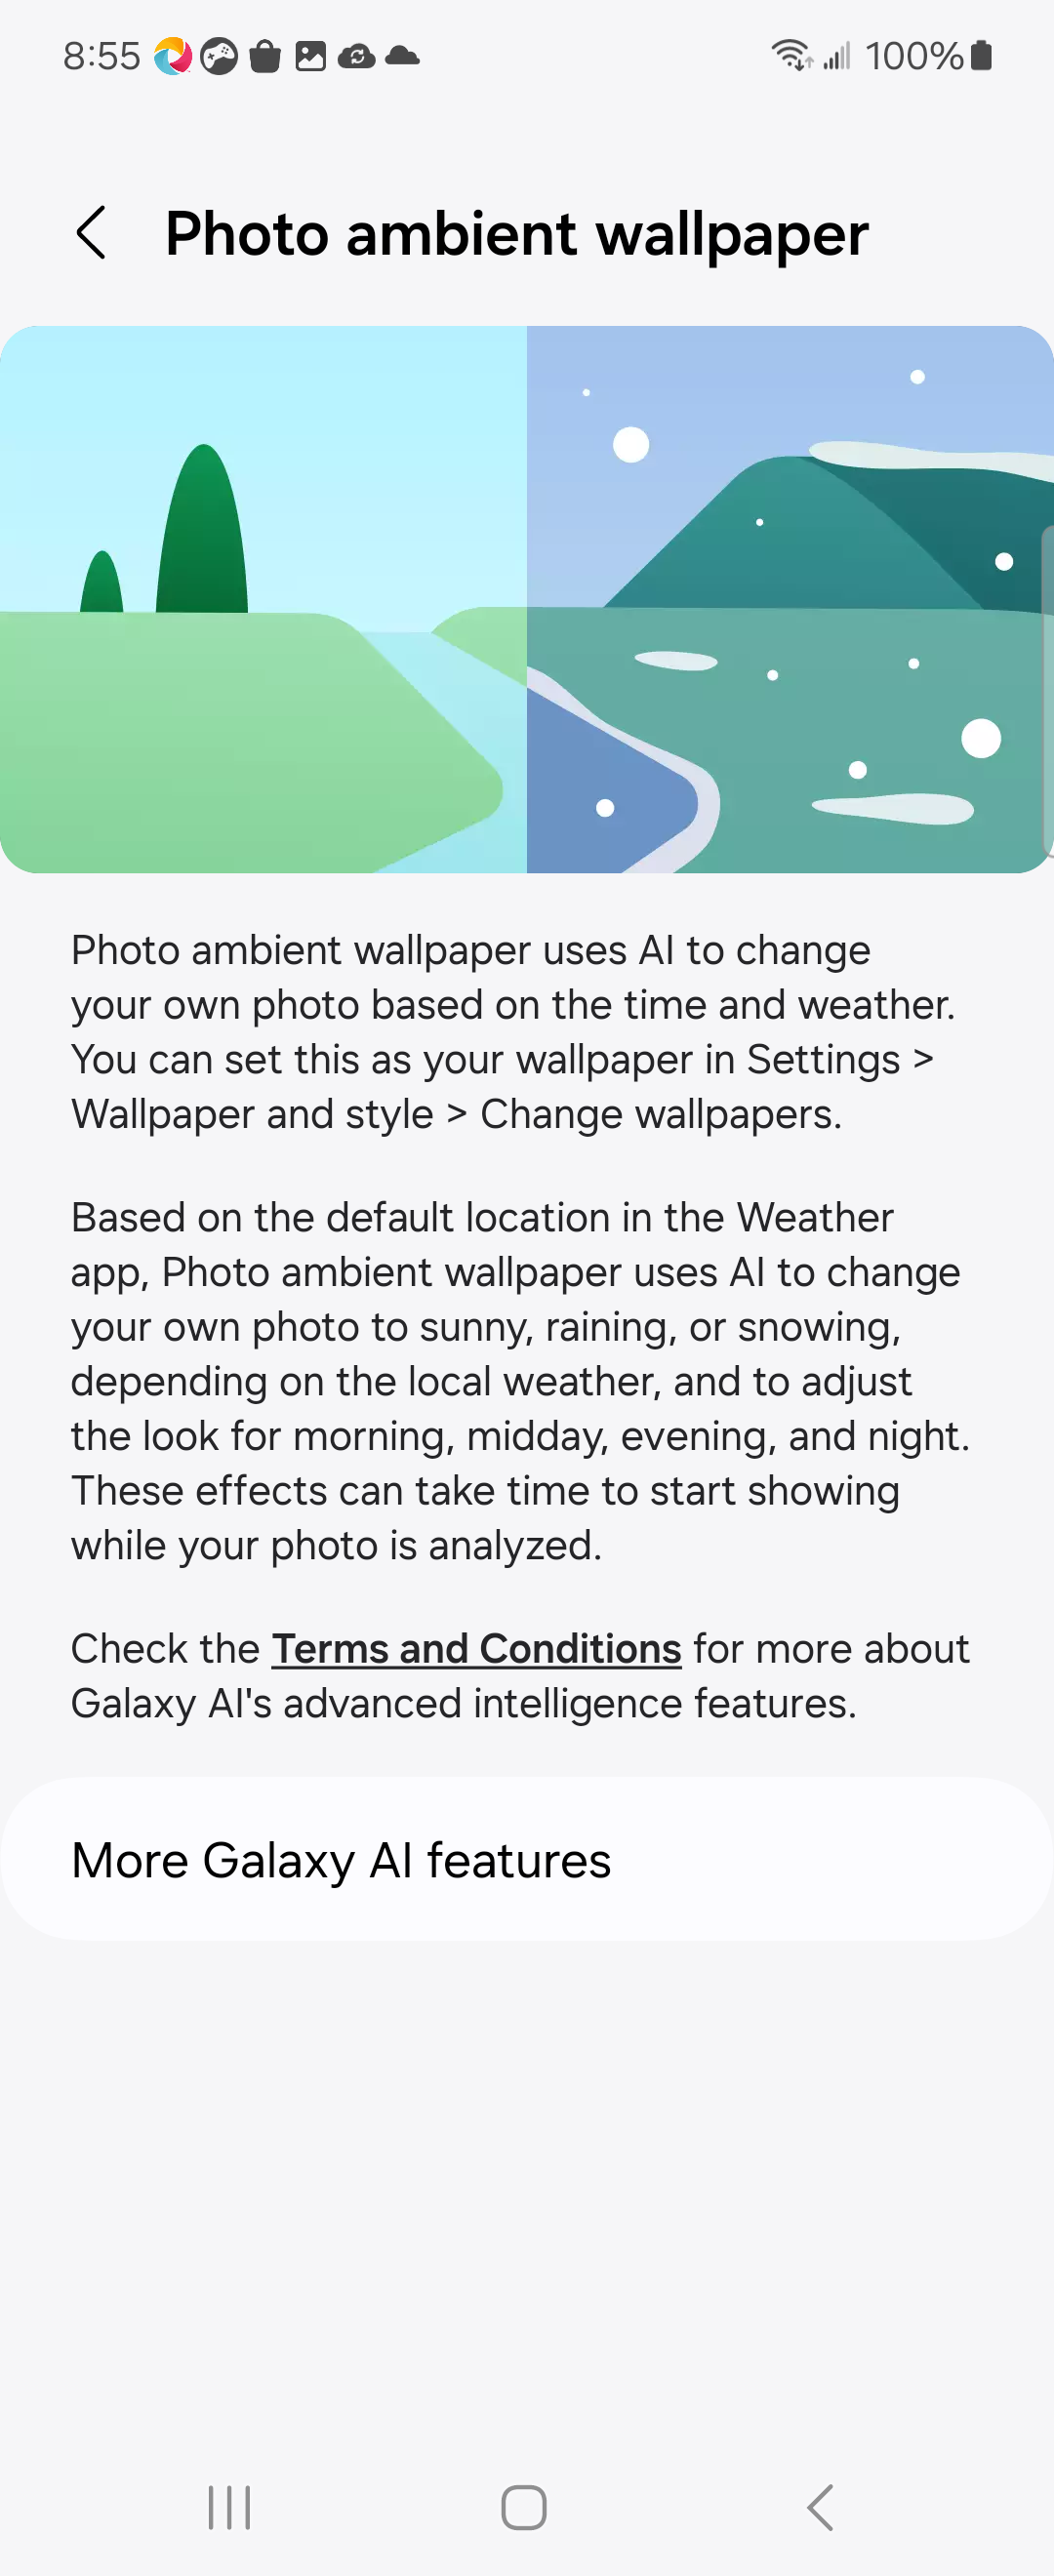 8:55
100%
Photo ambient wallpaper
Photo ambient wallpaper uses AI to change
your own photo based on the time and weather.
You can set this as your wallpaper in Settings >
Wallpaper and style > Change wallpapers.
Based on the default location in the Weather
app, Photo ambient wallpaper uses AI to change
your own photo to sunny, raining, or snowing,
depending on the local weather, and to adjust
the look for morning, midday, evening, and night.
These effects can take time to start showing
while your photo is analyzed.
Check the Terms and Conditions for more about
Galaxy AI's advanced intelligence features.
More Galaxy AI features